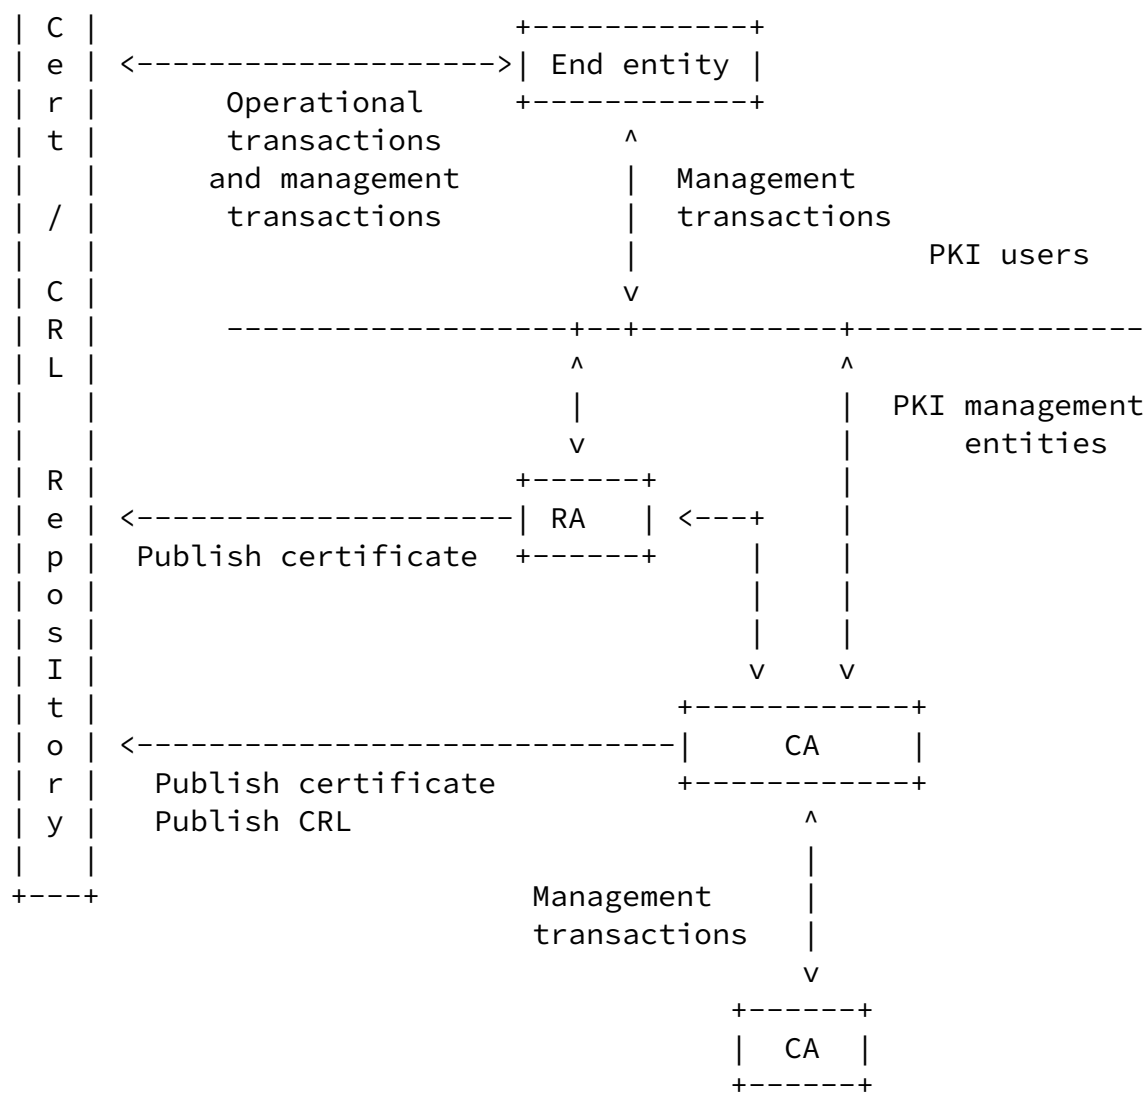 | C |                       +------------+
| e | <-------------------->| End entity |
| r |       Operational     +------------+
| t |       transactions          ^
|   |      and management         |  Management
| / |       transactions          |  transactions
|   |                             |                PKI users
| C |                             v
| R |       -------------------+--+-----------+----------------
| L |                          ^              ^
|   |                          |              |  PKI management
|   |                          v              |      entities
| R |                       +------+          |
| e | <---------------------| RA   | <---+    |
| p |  Publish certificate  +------+     |    |
| o |                                    |    |
| s |                                    |    |
| I |                                    v    v
| t |                                +------------+
| o | <------------------------------|     CA     |
| r |   Publish certificate          +------------+
| y |   Publish CRL                         ^
|   |                                       |
+---+                        Management     |
                             transactions   |
                                            v
                                        +------+
                                        |  CA  |
                                        +------+